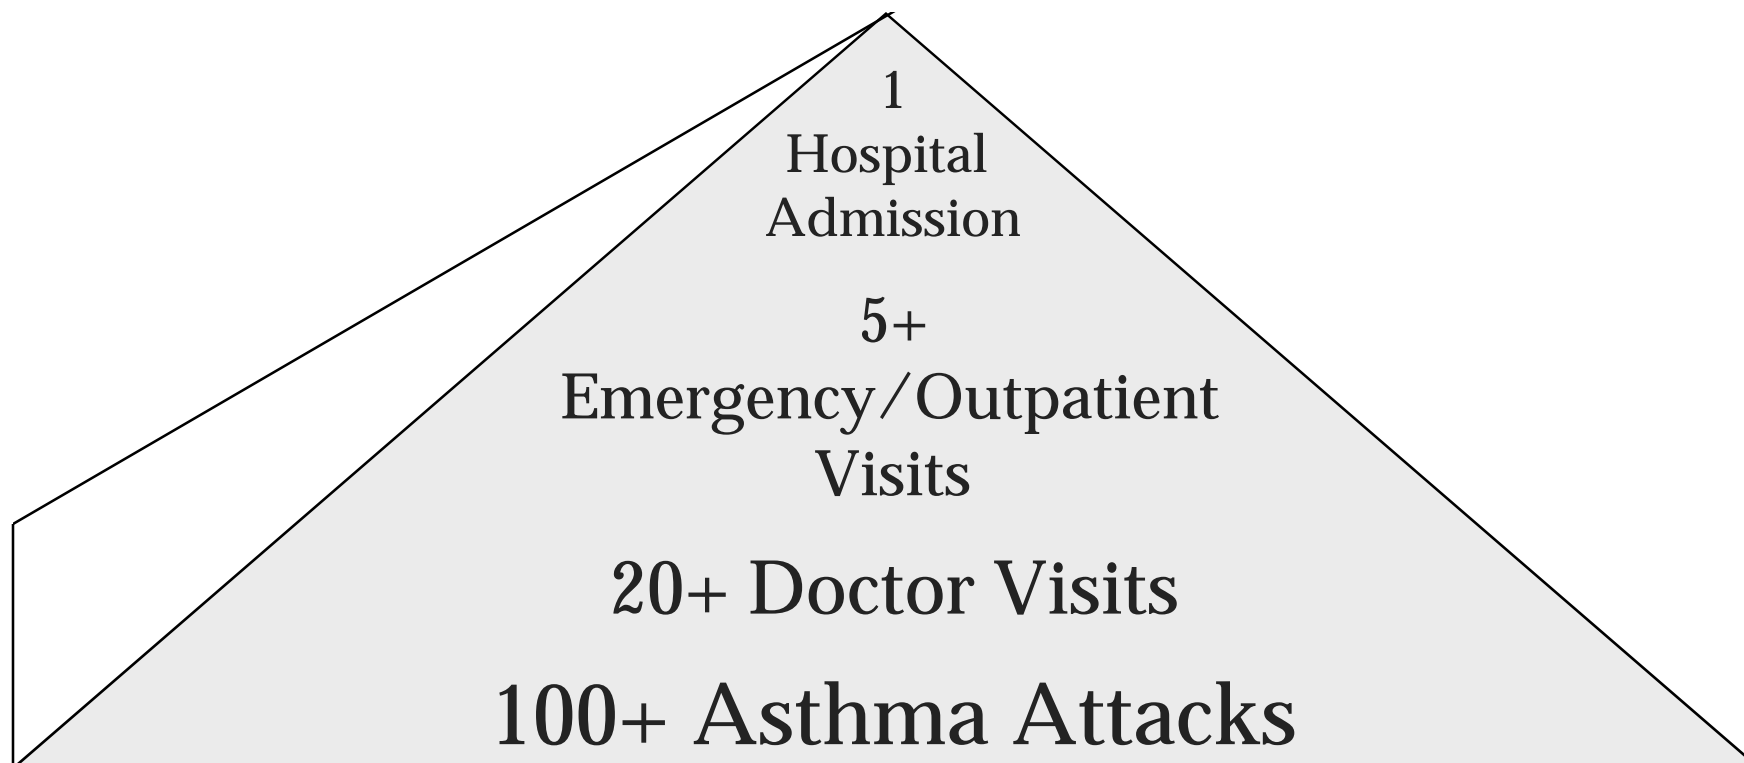 1
Hospital
Admission
5+
Emergency/Outpatient
Visits
20+ Doctor Visits
100+ Asthma Attacks